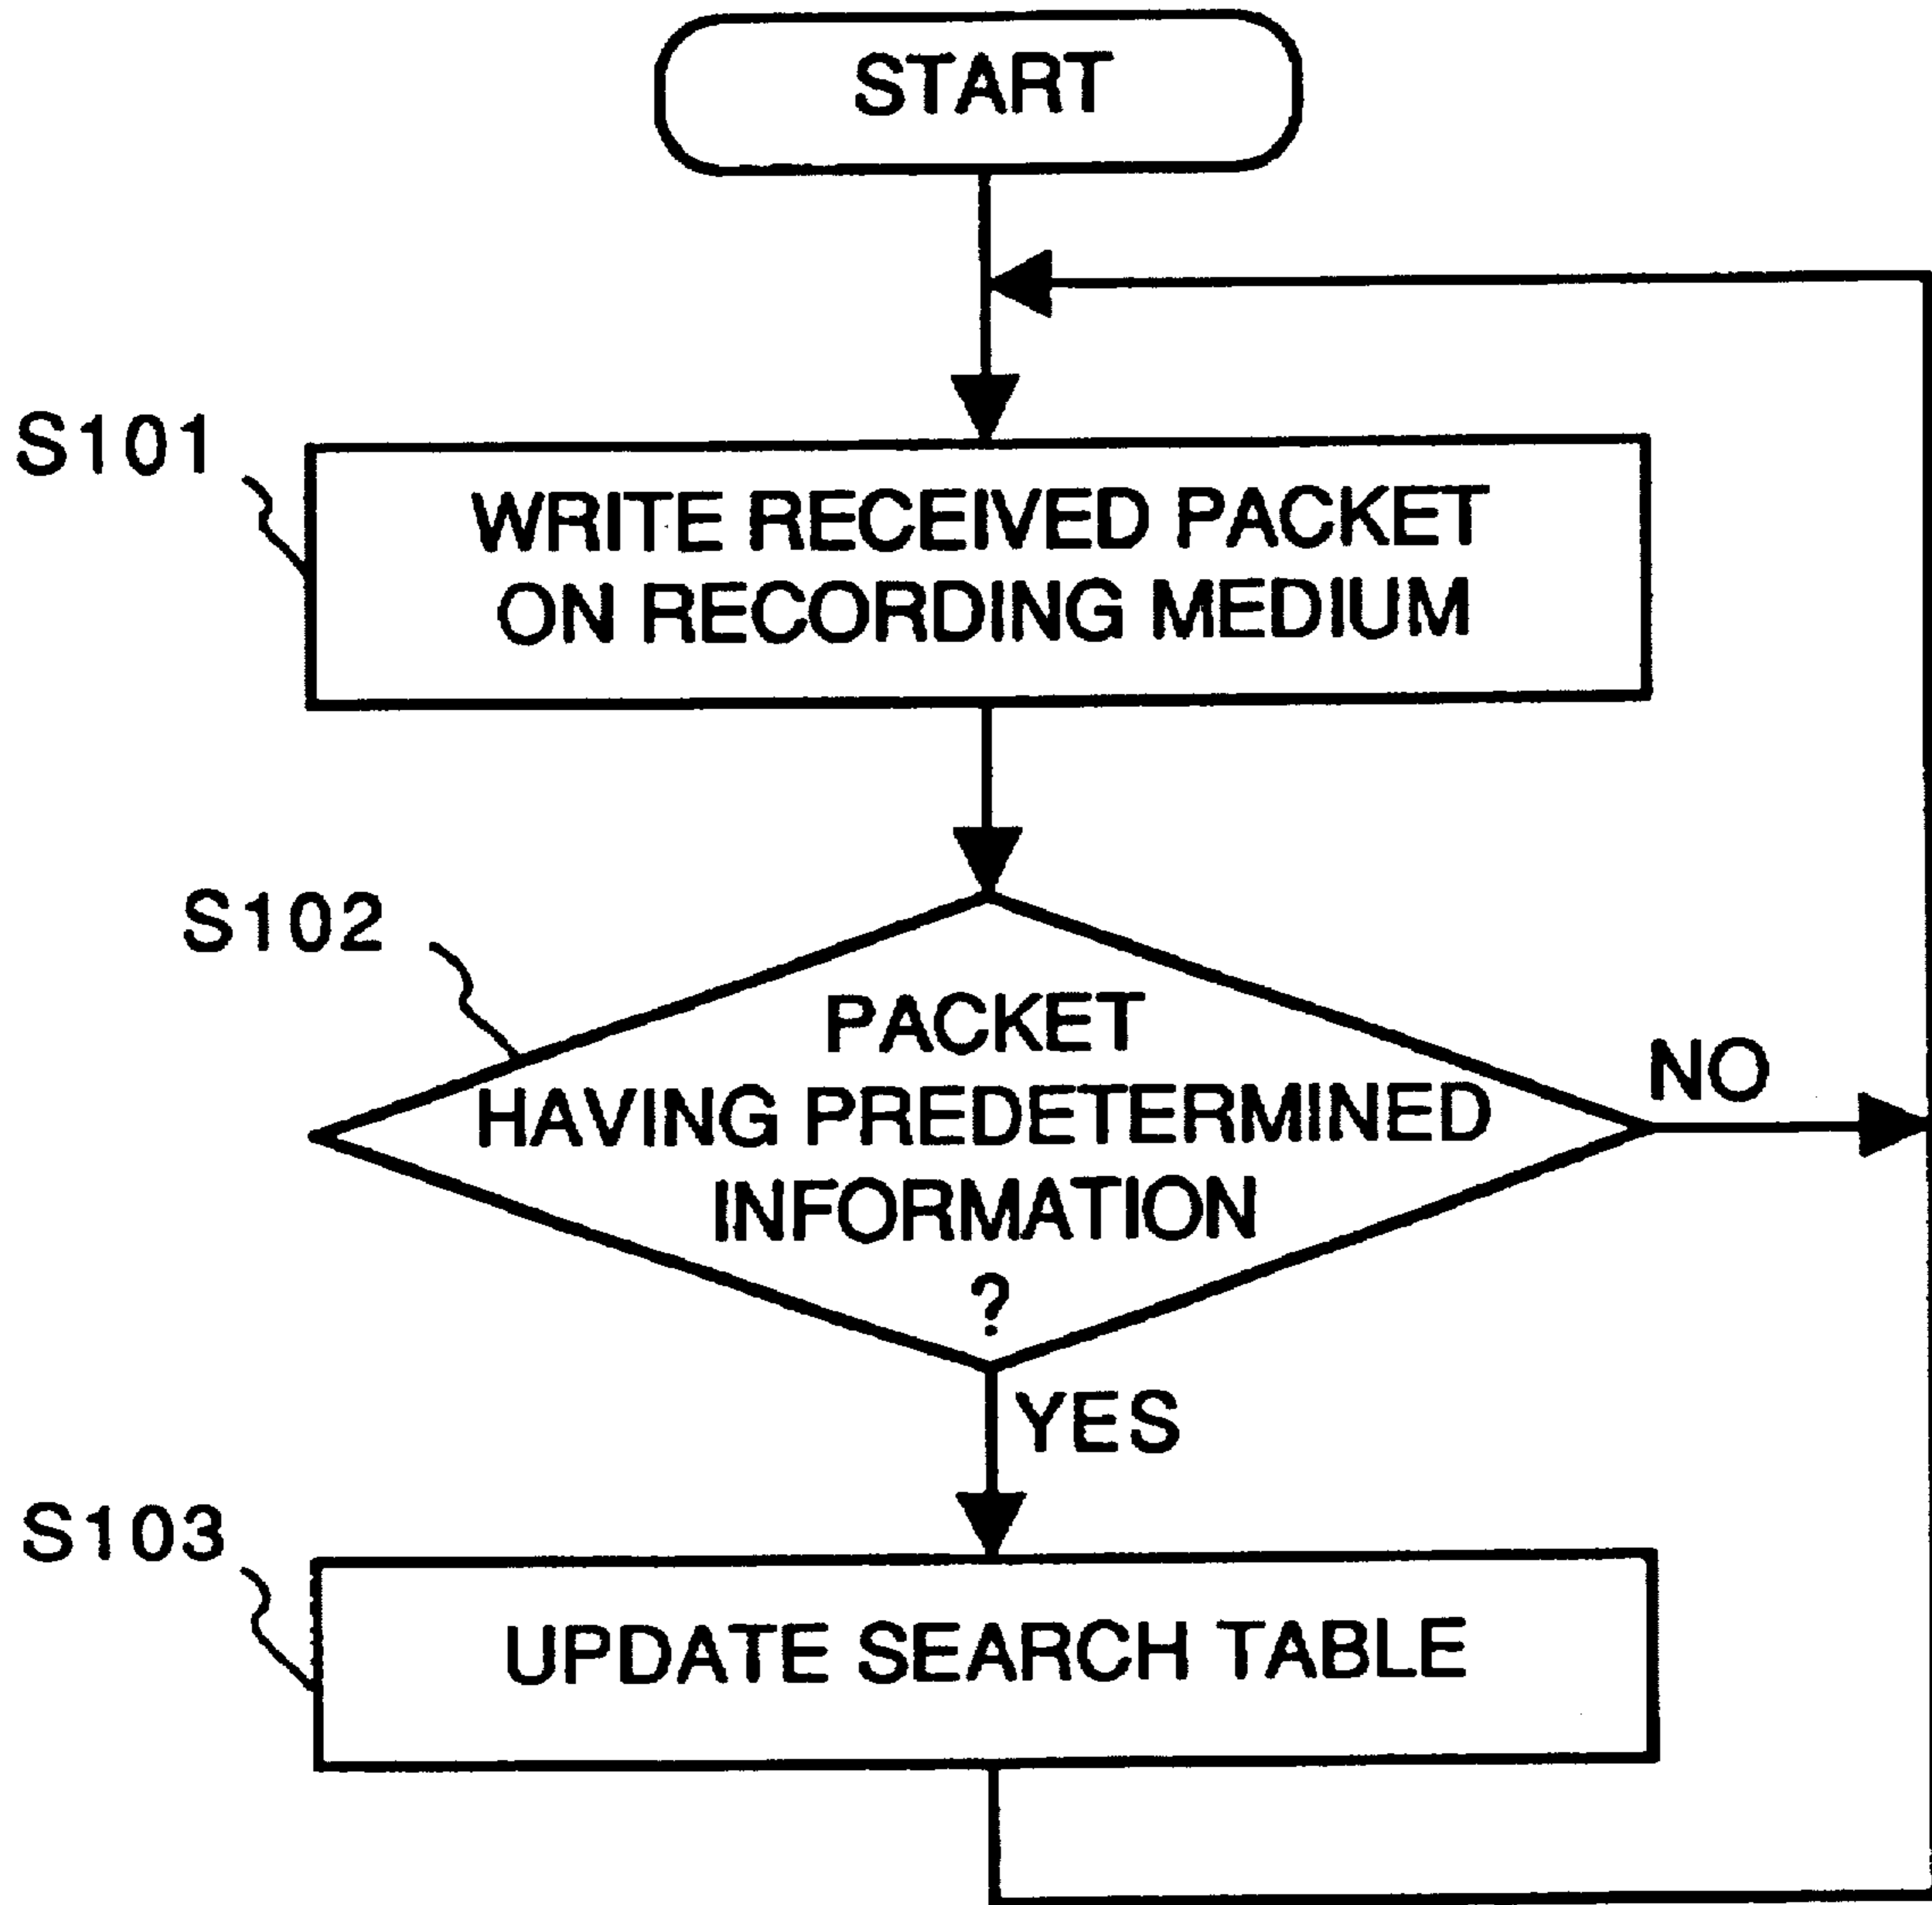 START
S101
WRITE RECEIVED PACKET
ON RECORDING MEDIUM
S102
PACKET
HAVING PREDETERMINED
INFORMATION
?
NO
YES
S103
UPDATE SEARCH TABLE